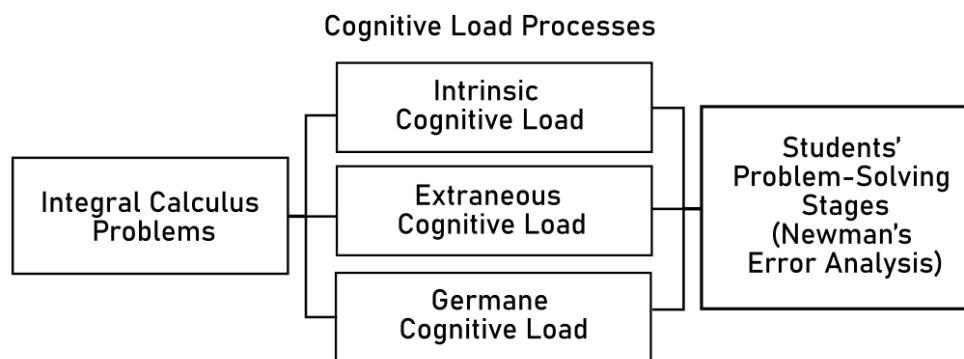 Cognitive Load Processes
Integral Calculus
Problems
Intrinsic
Cognitive Load
Extraneous
Cognitive Load
Germane
Cognitive Load
Students'
Problem-Solving
Stages
(Newman's
Error Analysis)